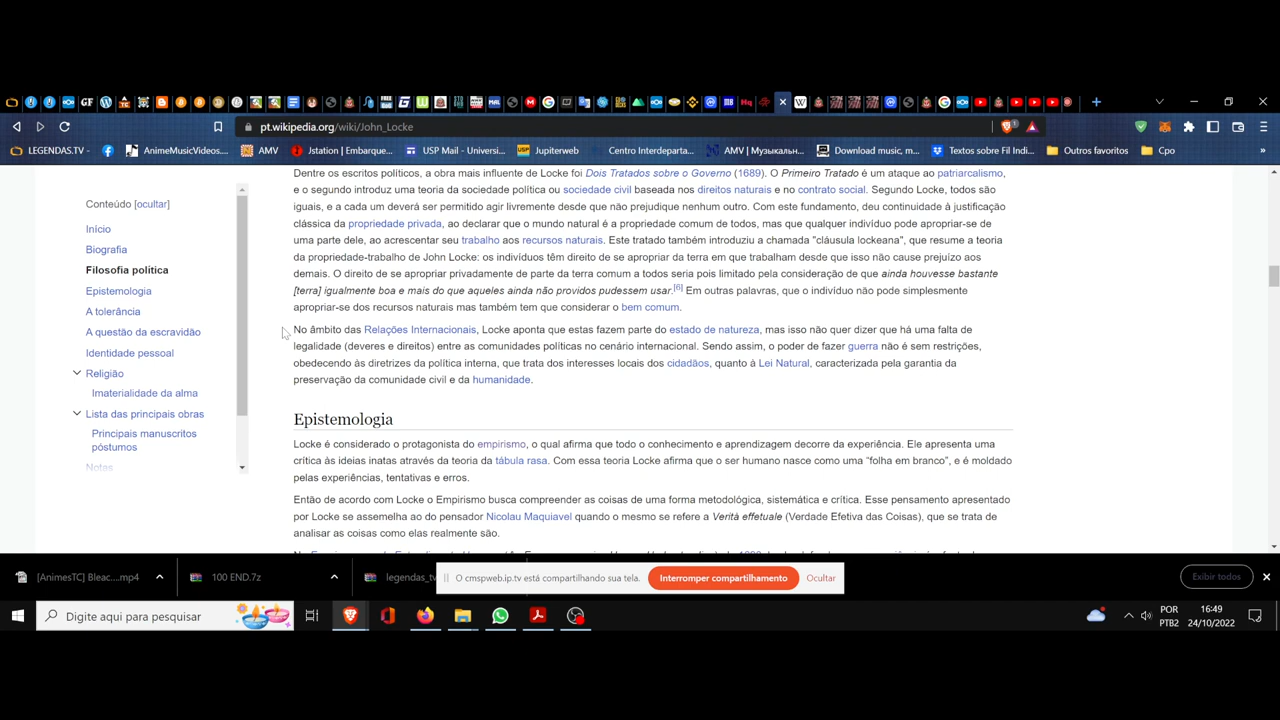 pt.wikipedia.org/wiki/John_Locke
LEGENDAS.TV
AnimeMusicVideos...
AMV
Jstation | Embarque...
USP Mail - Universi...
Jupiterweb
Centro Interdeparta...
AMV | Музыкальн...
Download music, m...
Textos sobre Fil Indi...
Outros favoritos
Cpo
Conteúdo [ocultar]
Início
Biografia
Filosofia política
Epistemologia
A tolerância
A questão da escravidão
Identidade pessoal
Religião
Imaterialidade da alma
Lista das principais obras
Principais manuscritos
póstumos
Notas
Dentre os escritos políticos, a obra mais influente de Locke foi Dois Tratados sobre o Governo (1689). O Primeiro Tratado é um ataque ao patriarcalismo,
e o segundo introduz uma teoria da sociedade política ou sociedade civil baseada nos direitos naturais e no contrato social. Segundo Locke, todos são
iguais, e a cada um deverá ser permitido agir livremente desde que não prejudique nenhum outro. Com este fundamento, deu continuidade à justificação
clássica da propriedade privada, ao declarar que o mundo natural é a propriedade comum de todos, mas que qualquer indivíduo pode apropriar-se de
uma parte dele, ao acrescentar seu trabalho aos recursos naturais. Este tratado também introduziu a chamada "cláusula lockeana", que resume a teoria
da propriedade-trabalho de John Locke: os indivíduos têm direito de se apropriar da terra em que trabalham desde que isso não cause prejuízo aos
demais. O direito de se apropriar privadamente de parte da terra comum a todos seria pois limitado pela consideração de que ainda houvesse bastante
[terra] igualmente boa e mais do que aqueles ainda não providos pudessem usar.[6] Em outras palavras, que o indivíduo não pode simplesmente
apropriar-se dos recursos naturais mas também tem que considerar o bem comum.
No âmbito das Relações Internacionais, Locke aponta que estas fazem parte do estado de natureza, mas isso não quer dizer que há uma falta de
legalidade (deveres e direitos) entre as comunidades políticas no cenário internacional. Sendo assim, o poder de fazer guerra não é sem restrições,
obedecendo às diretrizes da política interna, que trata dos interesses locais dos cidadãos, quanto à Lei Natural, caracterizada pela garantia da
preservação da comunidade civil e da humanidade.
Epistemologia
Locke é considerado o protagonista do empirismo, o qual afirma que todo o conhecimento e aprendizagem decorre da experiência. Ele apresenta uma
crítica às ideias inatas através da teoria da tábula rasa. Com essa teoria Locke afirma que o ser humano nasce como uma “folha em branco”, e é moldado
pelas experiências, tentativas e erros.
Então de acordo com Locke o Empirismo busca compreender as coisas de uma forma metodológica, sistemática e crítica. Esse pensamento apresentado
por Locke se assemelha ao do pensador Nicolau Maquiavel quando o mesmo se refere a Verità effetuale (Verdade Efetiva das Coisas), que se trata de
analisar as coisas como elas realmente são.
[AnimesTC] Bleac....mp4
100 END.7z
legendas_tv
O cmspweb.ip.tv está compartilhando sua tela.
Interromper compartilhamento
Ocultar
Exibir todos
Digite aqui para pesquisar
POR
PTB2
16:49
24/10/2022